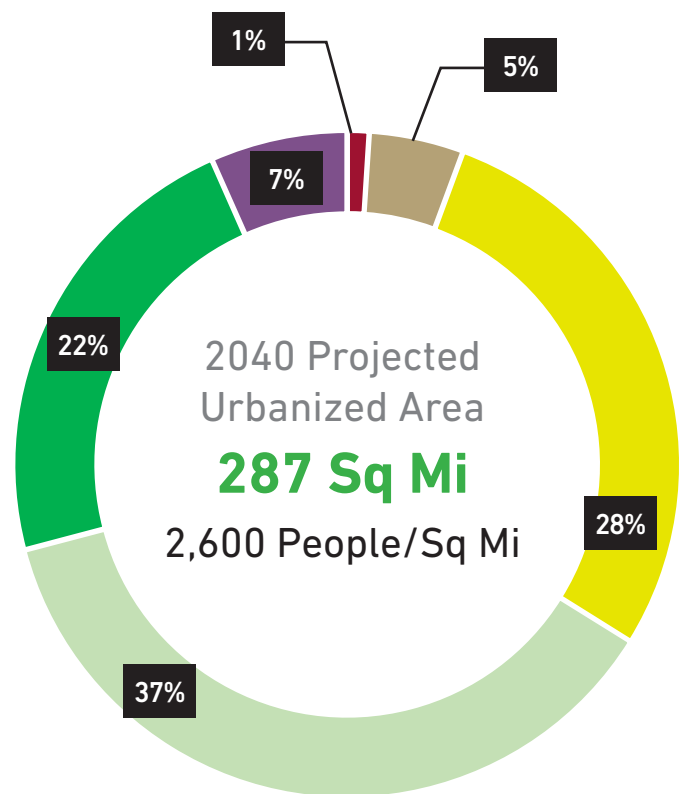 1%
5%
7%
22%
2040 Projected
Urbanized Area
287 Sq Mi
2,600 People/Sq Mi
28%
37%